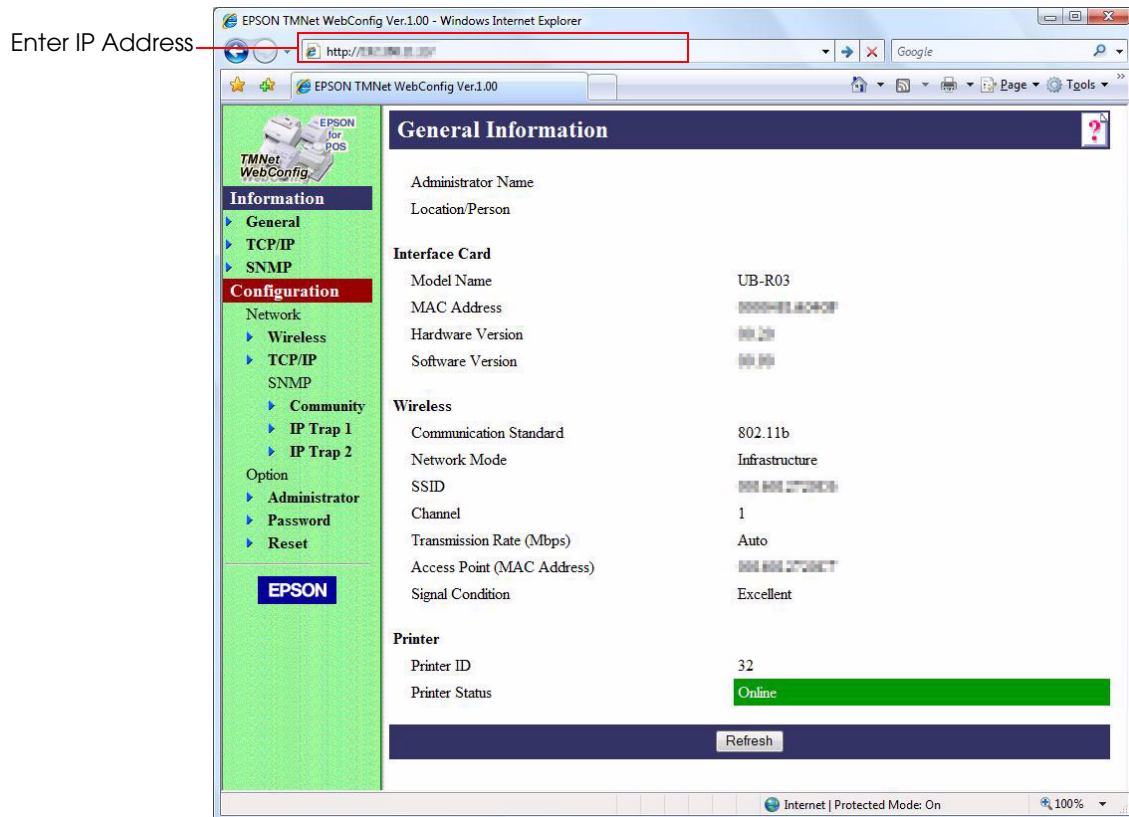 EPSON TMNet WebConfig Ver.1.00 - Windows Internet Explorer
Enter IP Address
http://
Google
EPSON TMNet WebConfig Ver.1.00
Page
Tools
EPSON
for
POS
TMNet
WebConfig
General Information
?
Administrator Name
Location/Person
Information
General
TCP/IP
SNMP
Configuration
Network
Wireless
TCP/IP
SNMP
Community
IP Trap 1
IP Trap 2
Option
Administrator
Password
Reset
EPSON
Interface Card
Model Name UB-R03
MAC Address
Hardware Version
Software Version
Wireless
Communication Standard 802.11b
Network Mode Infrastructure
SSID
Channel 1
Transmission Rate (Mbps) Auto
Access Point (MAC Address)
Signal Condition Excellent
Printer
Printer ID 32
Printer Status Online
Refresh
Internet | Protected Mode: On
100%